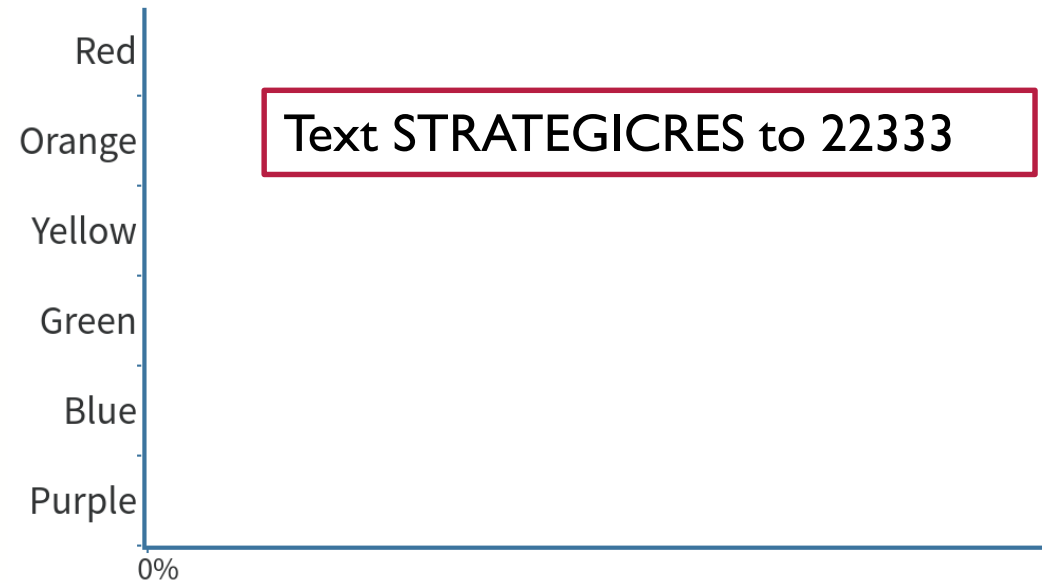 Red
Text STRATEGICRES to 22333
Orange
Yellow
Green
Blue
Purple
0%